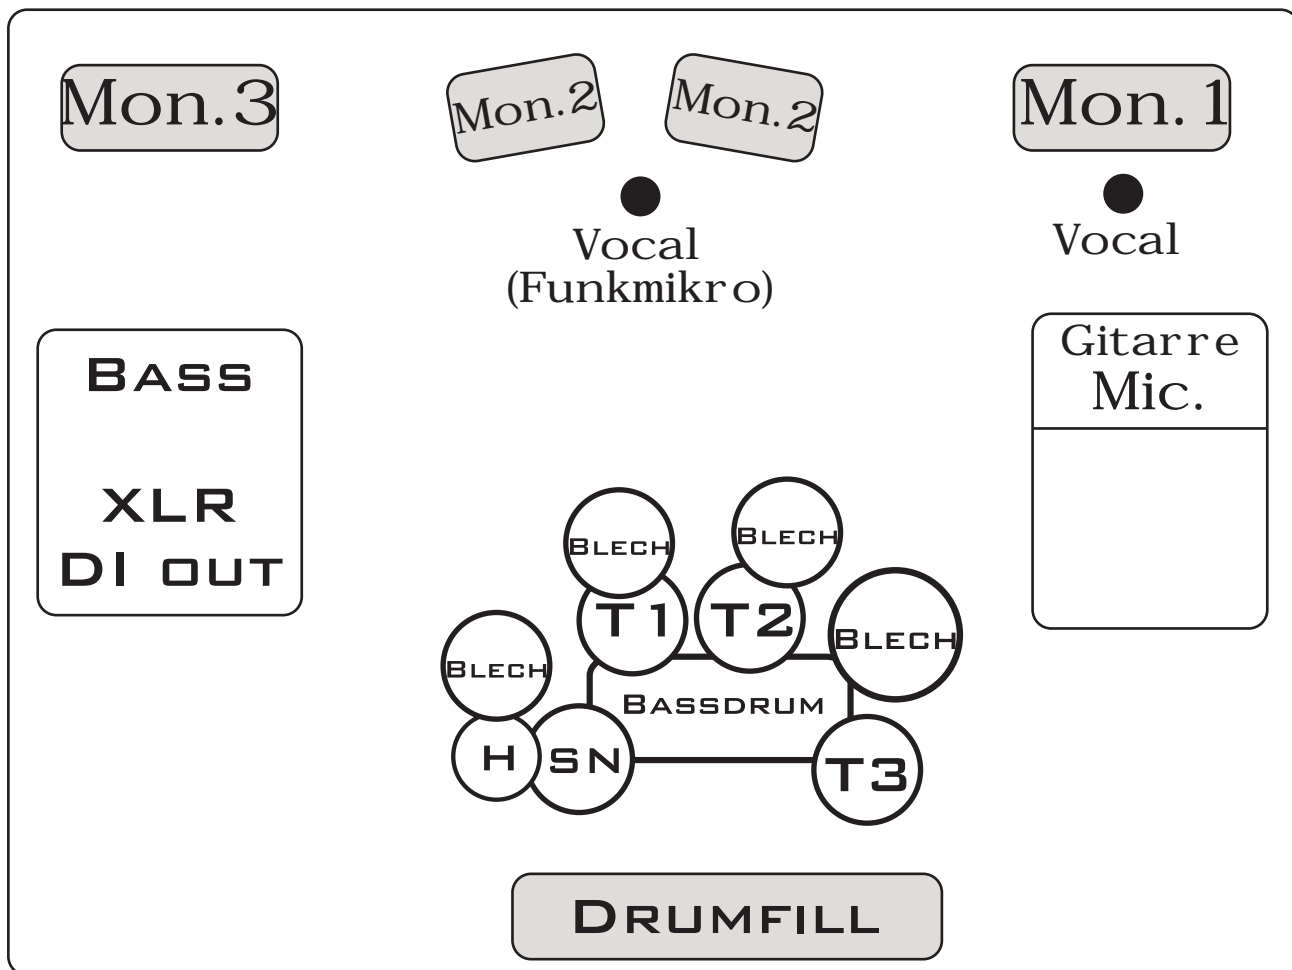 Mon.3
Mon.2
Mon.2
Mon.1
Vocal
(Funkmikro)
Vocal
BASS
XLR
DI OUT
Gitarre
Mic.
BLECH
BLECH
T1
T2
BLECH
BLECH
BASSDRUM
H
SN
T3
DRUMFILL